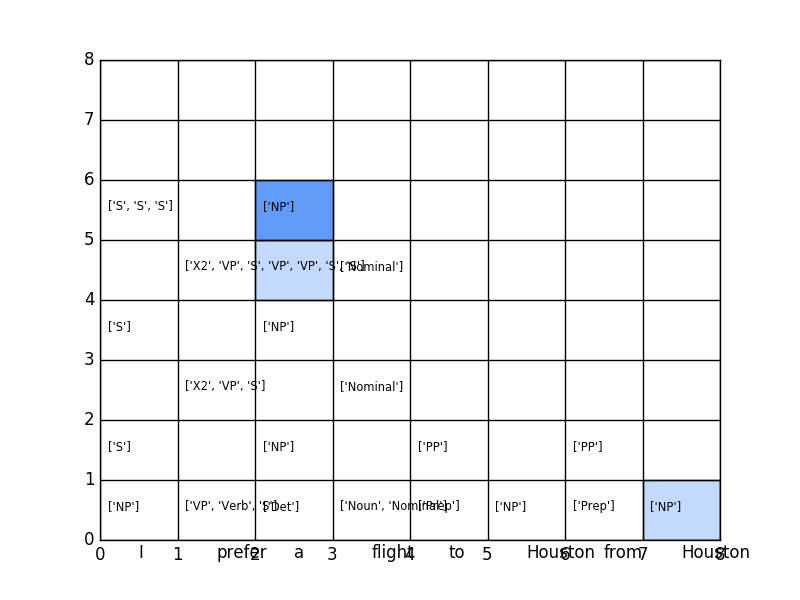 8
7
6
['S', 'S', 'S'] ['NP']
5
['X2', 'VP', 'S', 'VP', 'VP', 'S', 'S'] ['Nominal']
4
['S'] ['NP']
3
['X2', 'VP', 'S'] ['Nominal']
2
['S'] ['NP'] ['PP'] ['PP']
1
['NP'] ['VP', 'Verb', 'S'] ['Det'] ['Noun', 'Nominal'] ['Prep'] ['NP'] ['Prep'] ['NP']
0
I prefer a flight to Houston from Houston
0 1 2 3 4 5 6 7 8